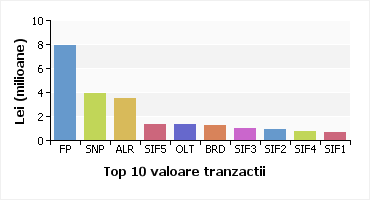 Lei (milioane)
10
8
6
4
2
0
FP SNP ALR SIF5 OLT BRD SIF3 SIF2 SIF4 SIF1
Top 10 valoare tranzactii